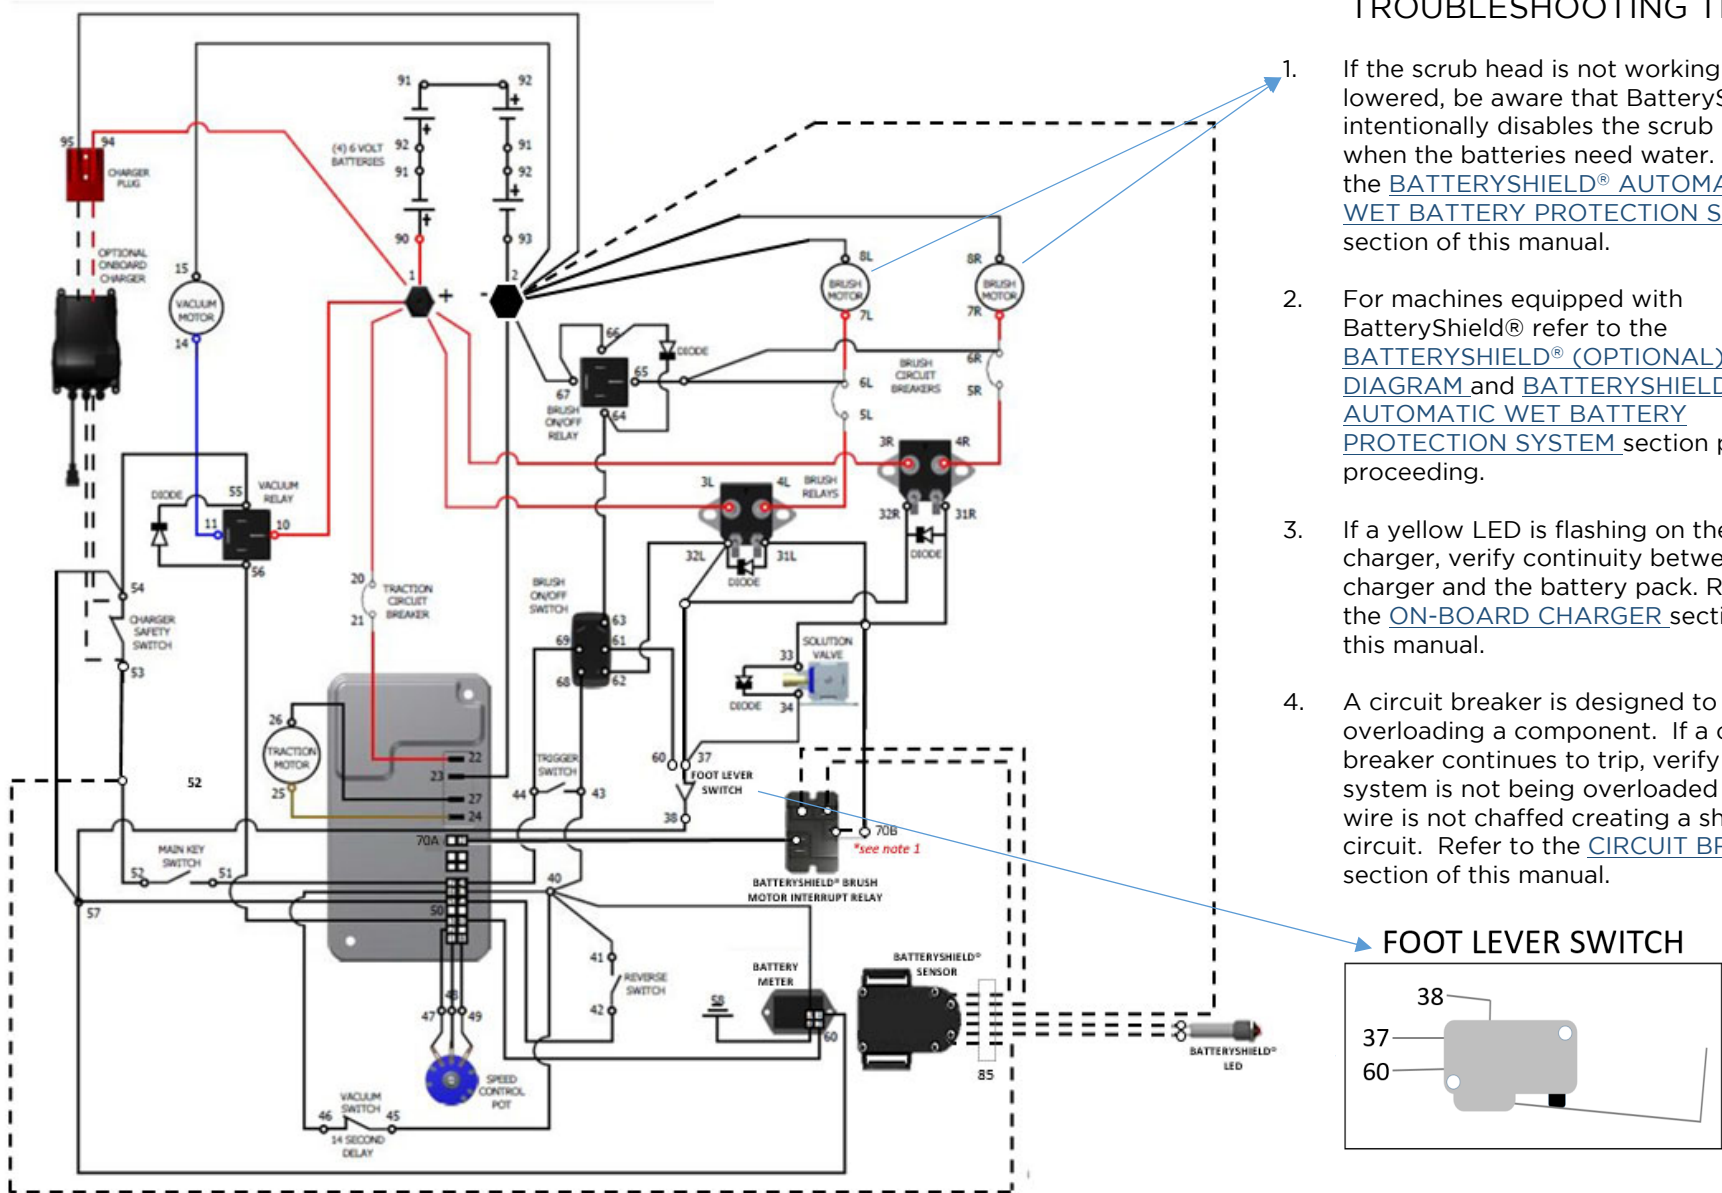 TROUBLESHOOTING
1. If the scrub head is not working
lowered, be aware that
intentionally disables the scrub
when the batteries need water.
the BATTERYSHIELD®
WET BATTERY PROTECTION
section of this manual.
2. For machines equipped with
BatteryShield® refer to the
BATTERYSHIELD® (OPTIONAL)
DIAGRAM and BATTERYSHIELD
AUTOMATIC WET BATTERY
PROTECTION SYSTEM section
proceeding.
3. If a yellow LED is flashing on the
charger, verify continuity
charger and the battery pack.
the ON-BOARD CHARGER
this manual.
4. A circuit breaker is designed to
overloading a component. If a
breaker continues to trip, verify
system is not being overloaded
wire is not chaffed creating a
circuit. Refer to the CIRCUIT
section of this manual.
FOOT LEVER SWITCH
38
37
60
95 94
CHARGER
PLUG
OPTIONAL
ONBOARD
CHARGER
15
VACUUM
MOTOR
14
91 92
+
+
(4) 6 VOLT
BATTERIES
92 91
91 92
+
+
90 93
1 2
+ -
8L 8R
BRUSH
MOTOR
BRUSH
MOTOR
7L 7R
66
DIODE
65
67
64
BRUSH
ON/OFF
RELAY
BRUSH
CIRCUIT
BREAKERS
6L 6R
5L 5R
3R 4R
3L 4L
BRUSH
RELAYS
32R 31R
DIODE
32L 31L
DIODE
DIODE
55
VACUUM
RELAY
11 10
56
54
CHARGER
SAFETY
SWITCH
53
20
TRACTION
CIRCUIT
BREAKER
21
BRUSH
ON/OFF
SWITCH
63
69 61
68 62
SOLUTION
VALVE
33
DIODE
34
26
TRACTION
MOTOR
25
52
22
23
27
24
TRIGGER
SWITCH
44 43
60 37
FOOT LEVER
SWITCH
38
70A
70B
*see note 1
BATTERYSHIELD® BRUSH
MOTOR INTERRUPT RELAY
MAIN KEY
SWITCH
52 51
57
50
40
41
REVERSE
SWITCH
42
BATTERY
METER
58
60
BATTERYSHIELD®
SENSOR
85
BATTERYSHIELD®
LED
48
47 49
SPEED
CONTROL
POT
VACUUM
SWITCH
46 45
14 SECOND
DELAY